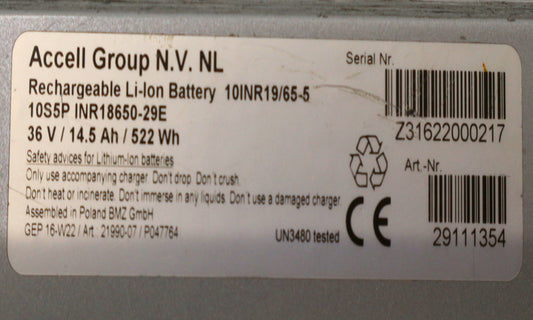 Accell Group N.V. NL
Rechargeable Li-Ion Battery 10INR19/65-5
10S5P INR18650-29E
36 V / 14.5 Ah / 522 Wh
Safety advices for Lithium-Ion batteries
Only use accompanying charger. Don't drop. Don't crush.
Don't heat or incinerate. Don't immerse in any liquids. Don't use a damaged charger
Assembled in Poland BMZ GmbH
GEP 16-W22 / Art. 21990-07 / P047764
UN3480 tested
CE
Serial Nr.
Z31622000217
Art.-Nr.
29111354